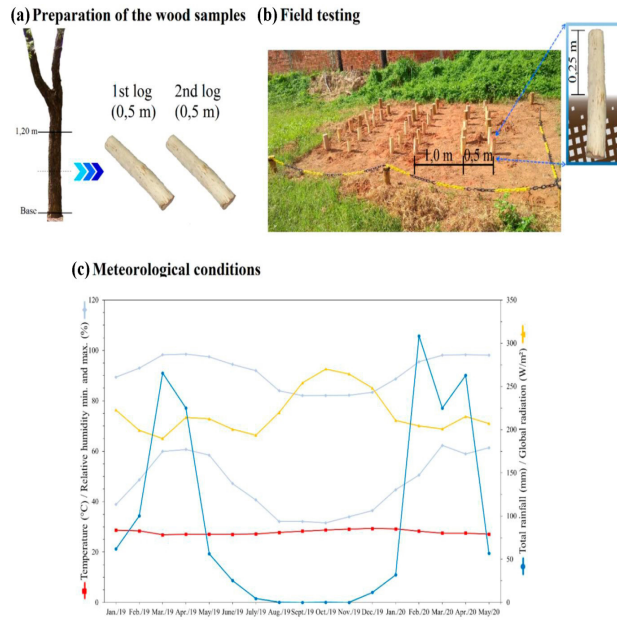 (a) Preparation of the wood samples
1st log
(0,5 m)
2nd log
(0,5 m)
1,20 m
Base
(b) Field testing
0,25 m
1,0 m
0,5 m
(c) Meteorological conditions
Temperature (°C) / Relative humidity min. and max. (%)
120
100
80
60
40
20
0
350
300
250
200
150
100
50
0
Total rainfall (mm) / Global radiation (W/m²)
Jan./19 Feb./19 Mar./19 Apr./19 May/19 June/19 July/19 Aug./19 Sept./19 Oct./19 Nov./19 Dec./19 Jan./20 Feb./20 Mar./20 Apr./20 May/20